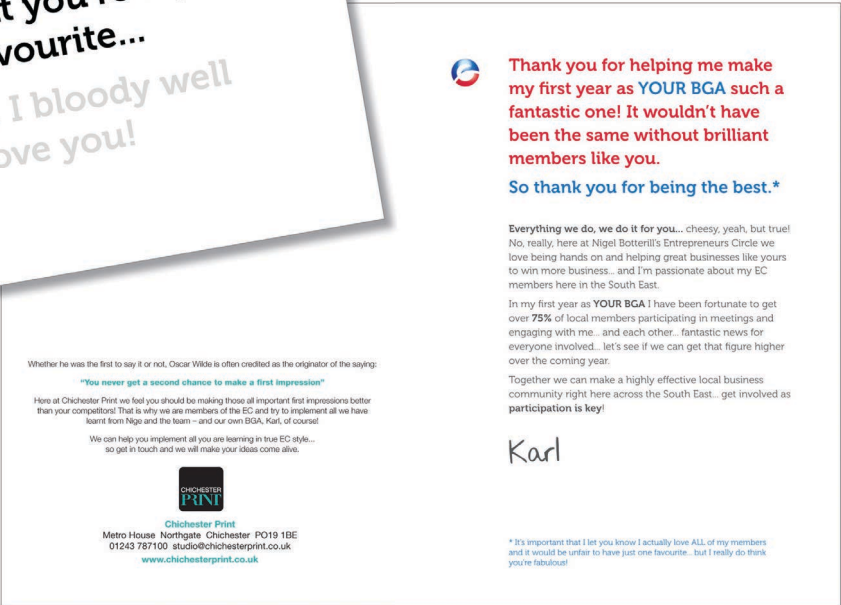 vourite...
I bloody well
you!
Whether he was the first to say it or not, Oscar Wilde is often credited as the originator of the saying:
"You never get a second chance to make a first impression"
Here at Chichester Print we feel you should be making those all important first impressions better
than your competitors! That is why we are members of the EC and try to implement all we have
learnt from Nige and the team – and our own BGA, Karl, of course!
We can help you implement all you are learning in true EC style...
so get in touch and we will make your ideas come alive.
CHICHESTER
PRINT
Chichester Print
Metro House Northgate Chichester PO19 1BE
01243 787100 studio@chichesterprint.co.uk
www.chichesterprint.co.uk
Thank you for helping me make
my first year as YOUR BGA such a
fantastic one! It wouldn't have
been the same without brilliant
members like you.
So thank you for being the best.*
Everything we do, we do it for you... cheesy, yeah, but true!
No, really, here at Nigel Botterill's Entrepreneurs Circle we
love being hands on and helping great businesses like yours
to win more business... and I'm passionate about my EC
members here in the South East.
In my first year as YOUR BGA I have been fortunate to get
over 75% of local members participating in meetings and
engaging with me... and each other... fantastic news for
everyone involved... let's see if we can get that figure higher
over the coming year.
Together we can make a highly effective local business
community right here across the South East... get involved as
participation is key!
Karl
* It's important that I let you know I actually love ALL of my members
and it would be unfair to have just one favourite... but I really do think
you're fabulous!